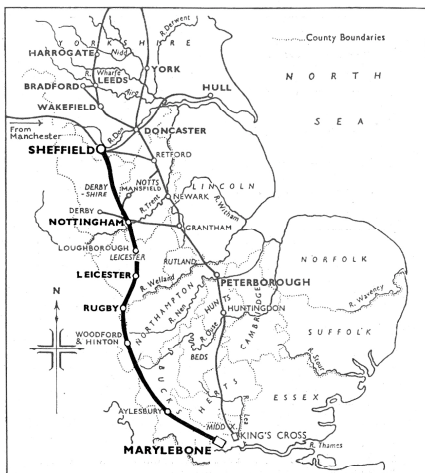 YORKSHIRE
R. Derwent
County Boundaries
Nidd
HARROGATE
YORK
R. Wharfe
LEEDS
NORTH
BRADFORD
Aire
HULL
WAKEFIELD
SEA
From
Manchester
R. Don
DONCASTER
SHEFFIELD
RETFORD
NOTTS
MANSFIELD
DERBY-
SHIRE
LINCOLN
NEWARK
R. Trent
R. Witham
DERBY
NOTTINGHAM
GRANTHAM
LOUGHBOROUGH
LEICESTER
RUTLAND
NORFOLK
LEICESTER
R. Welland
PETERBOROUGH
N
NORTHAMPTON
R. Nen
HUNTS
R. Waveney
RUGBY
HUNTINGDON
CAMBRIDGE
SUFFOLK
WOODFORD
& HINTON
R. Ouse
BEDS
R. Stour
BUCKS
HERTS
ESSEX
AYLESBURY
R. Lea
MIDDX.
KING'S CROSS
MARYLEBONE
R. Thames